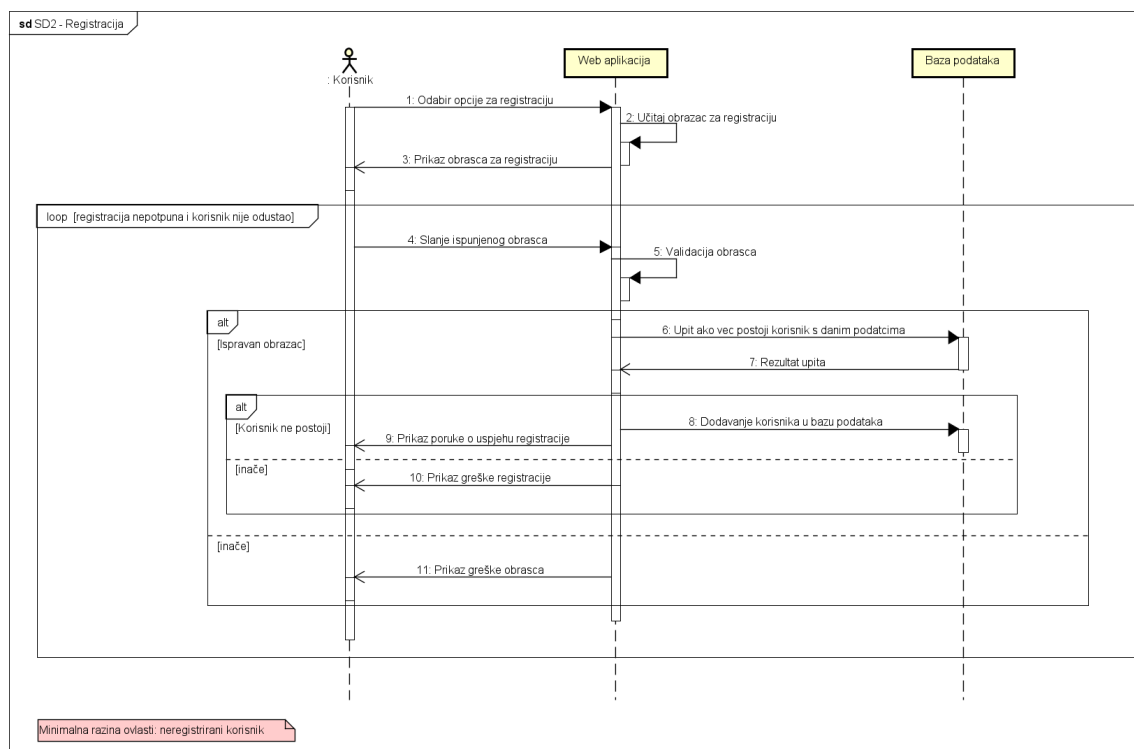 sd SD2 - Registracija
: Korisnik
Web aplikacija
Baza podataka
1: Odabir opcije za registraciju
2: Učitaj obrazac za registraciju
3: Prikaz obrasca za registraciju
loop [registracija nepotpuna i korisnik nije odustao]
4: Slanje ispunjenog obrasca
5: Validacija obrasca
alt
[Ispravan obrazac]
6: Upit ako vec postoji korisnik s danim podatcima
7: Rezultat upita
alt
[Korisnik ne postoji]
8: Dodavanje korisnika u bazu podataka
9: Prikaz poruke o uspjehu registracije
[inače]
10: Prikaz greške registracije
[inače]
11: Prikaz greške obrasca
Minimalna razina ovlasti: neregistrirani korisnik